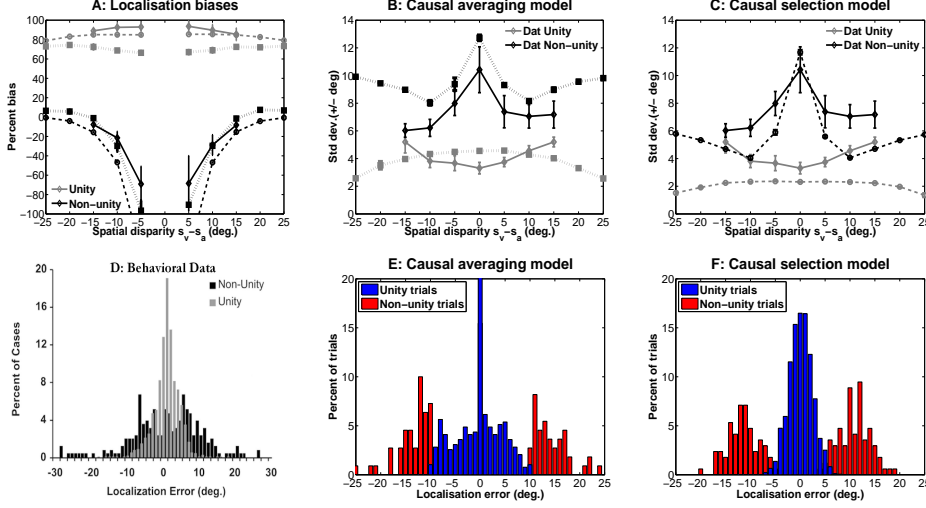 A: Localisation biases
100
80
60
40
20
0
−20
−40
−60
−80
−100
Percent bias
Unity
Non−unity
−25 −20 −15 −10 −5 0 5 10 15 20 25
Spatial disparity s_v−s_a (deg.)
B: Causal averaging model
14
12
10
8
6
4
2
0
Std dev.(+/− deg)
Dat Unity
Dat Non−unity
−25 −20 −15 −10 −5 0 5 10 15 20 25
Spatial disparity s_v−s_a (deg.)
C: Causal selection model
14
12
10
8
6
4
2
0
Std dev.(+/− deg)
Dat Unity
Dat Non−unity
−25 −20 −15 −10 −5 0 5 10 15 20 25
Spatial disparity s_v−s_a (deg.)
D: Behavioral Data
20
16
12
8
4
0
Percent of Cases
Non-Unity
Unity
-30 -20 -10 0 10 20 30
Localization Error (deg.)
E: Causal averaging model
20
15
10
5
0
Percent of trials
Unity trials
Non−unity trials
−25 −20 −15 −10 −5 0 5 10 15 20 25
Localisation error (deg.)
F: Causal selection model
20
15
10
5
0
Percent of trials
Unity trials
Non−unity trials
−25 −20 −15 −10 −5 0 5 10 15 20 25
Localisation error (deg.)